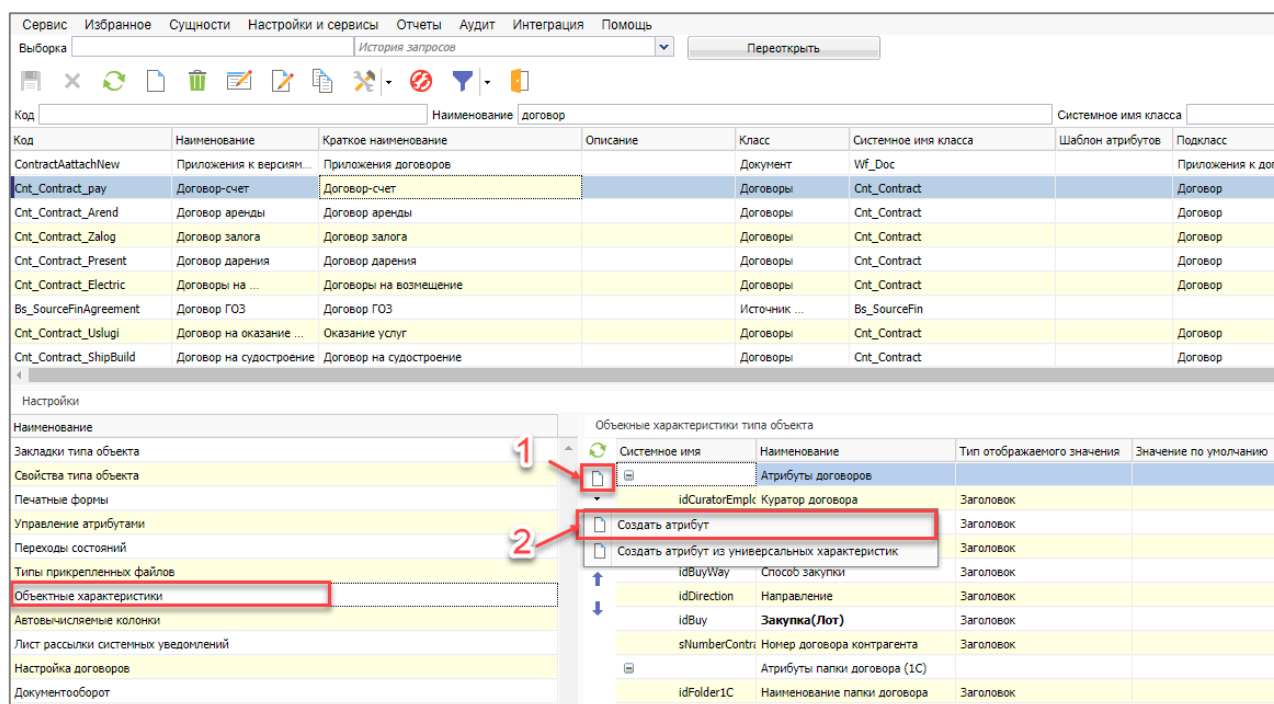 Сервис Избранное Сущности Настройки и сервисы Отчеты Аудит Интеграция Помощь
Выборка История запросов Переоткрыть
Код Наименование договор Системное имя класса
Код Наименование Краткое наименование Описание Класс Системное имя класса Шаблон атрибутов Подкласс
ContractAattachNew Приложения к версиям... Приложения договоров Документ Wf_Doc Приложения к дог
Cnt_Contract_pay Договор-счет Договор-счет Договоры Cnt_Contract Договор
Cnt_Contract_Arend Договор аренды Договор аренды Договоры Cnt_Contract Договор
Cnt_Contract_Zalog Договор залога Договор залога Договоры Cnt_Contract Договор
Cnt_Contract_Present Договор дарения Договор дарения Договоры Cnt_Contract Договор
Cnt_Contract_Electric Договоры на ... Договоры на возмещение Договоры Cnt_Contract Договор
Bs_SourceFinAgreement Договор ГОЗ Договор ГОЗ Источник ... Bs_SourceFin
Cnt_Contract_Uslugi Договор на оказание ... Оказание услуг Договоры Cnt_Contract Договор
Cnt_Contract_ShipBuild Договор на судостроение Договор на судостроение Договоры Cnt_Contract Договор
Настройки
Наименование Объекные характеристики типа объекта
Закладки типа объекта 1 Системное имя Наименование Тип отображаемого значения Значение по умолчанию
Свойства типа объекта Атрибуты договоров
Печатные формы idCuratorEmplc Куратор договора Заголовок
Управление атрибутами Создать атрибут Заголовок
Переходы состояний 2 Создать атрибут из универсальных характеристик Заголовок
Типы прикрепленных файлов idBuyWay Способ закупки Заголовок
Объектные характеристики idDirection Направление Заголовок
Автовычисляемые колонки idBuy Закупка(Лот) Заголовок
Лист рассылки системных уведомлений sNumberContra Номер договора контрагента Заголовок
Настройка договоров Атрибуты папки договора (1С)
Документооборот idFolder1C Наименование папки договора Заголовок